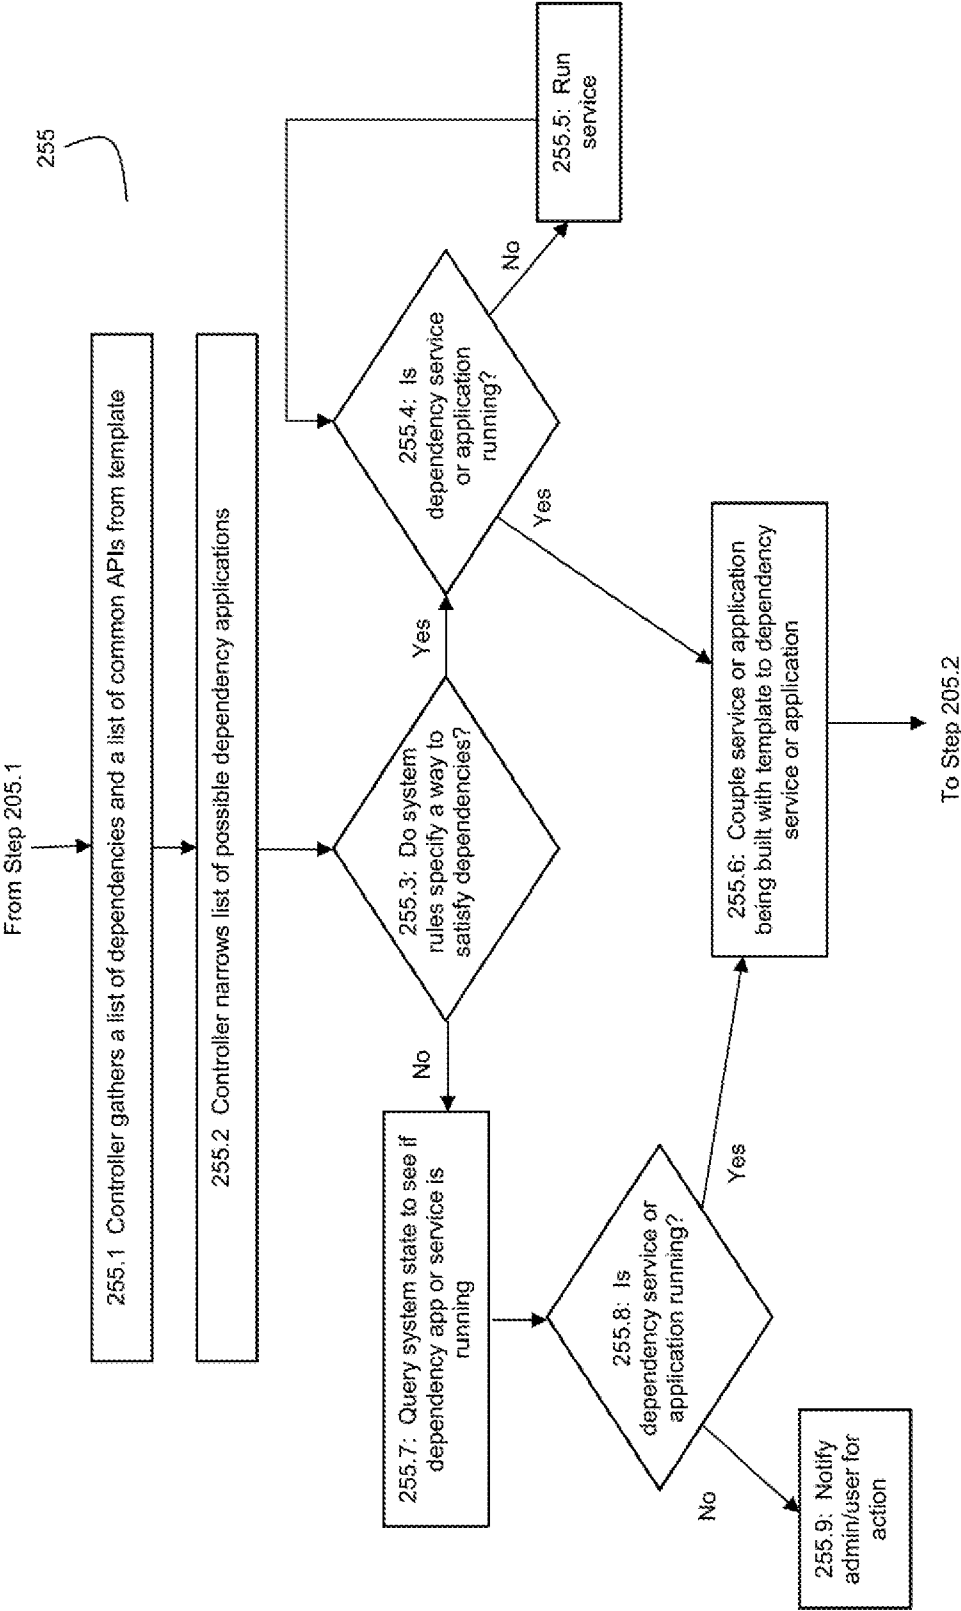 255
From Step 205.1
255.1 Controller gathers a list of dependencies and a list of common APIs from template
255.2 Controller narrows list of possible dependency applications
255.3: Do system
rules specify a way to
satisfy dependencies?
Yes
No
255.4: Is
dependency service
or application
running?
No
Yes
255.5: Run
service
255.7: Query system state to see if
dependency app or service is
running
255.8: Is
dependency service or
application running?
Yes
No
255.6: Couple service or application
being built with template to dependency
service or application
255.9: Notify
admin/user for
action
To Step 205.2